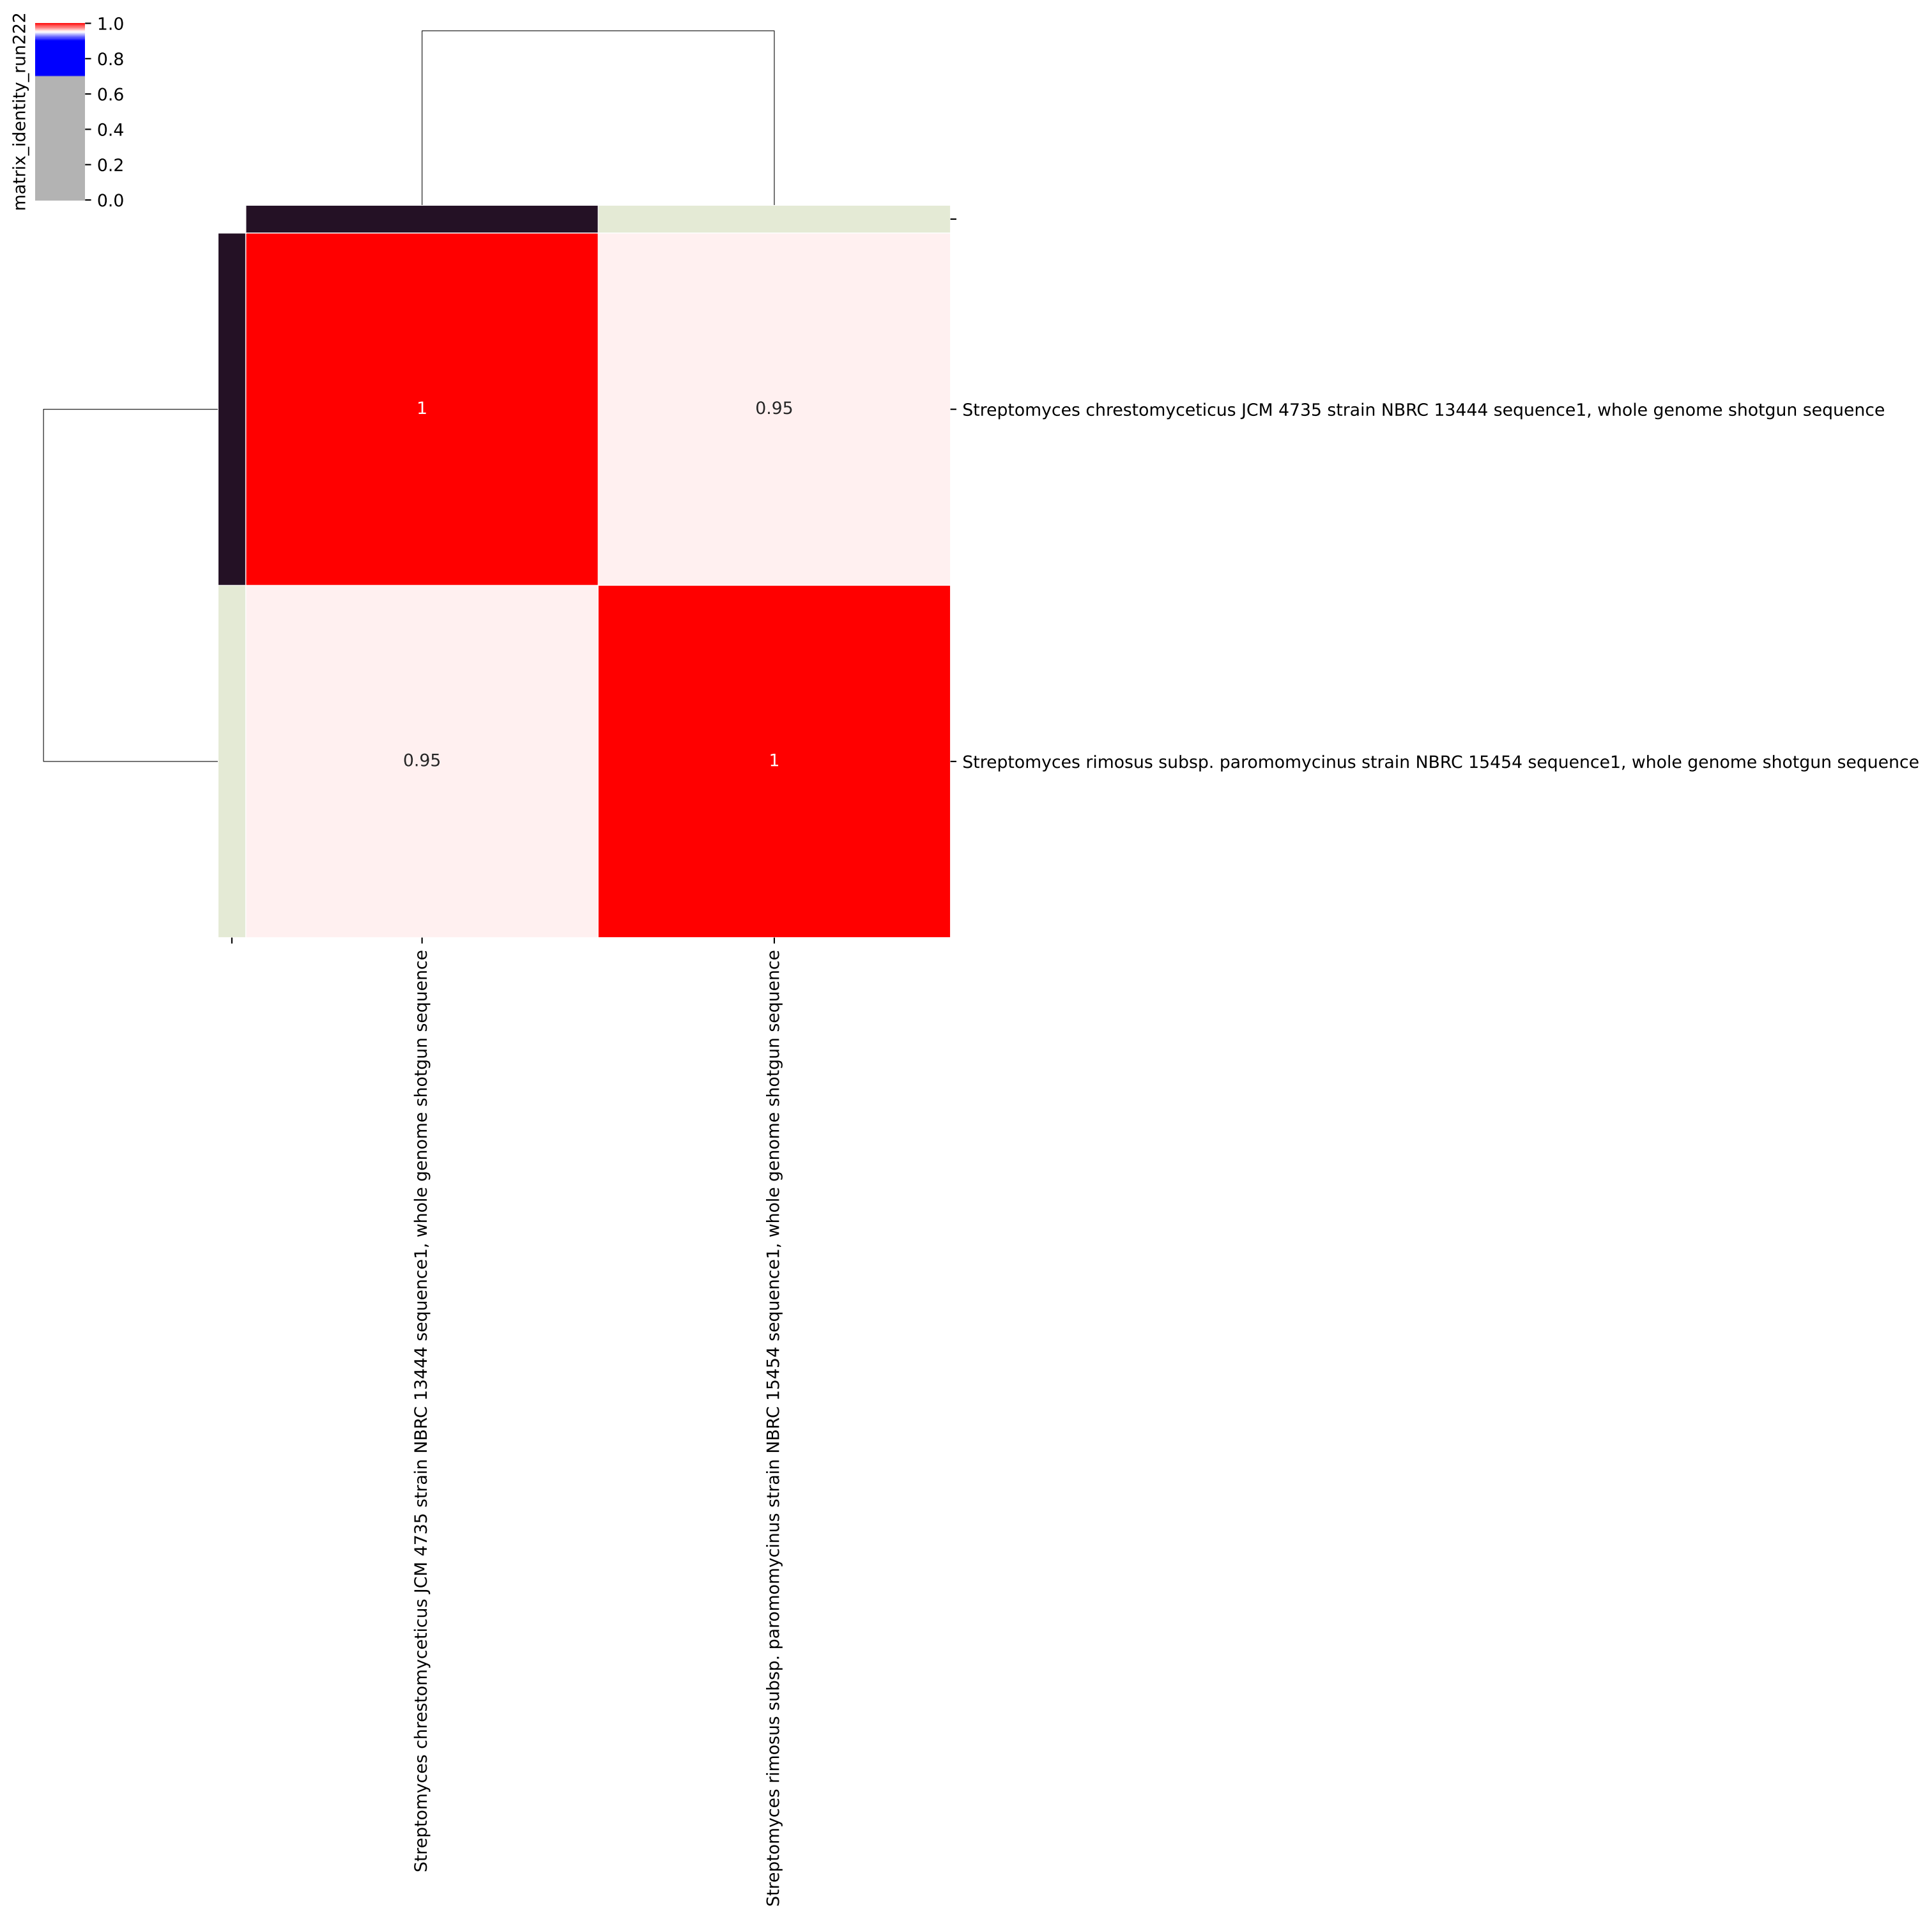 matrix_identity_run222
1.0
0.8
0.6
0.4
0.2
0.0
1
0.95
Streptomyces chrestomyceticus JCM 4735 strain NBRC 13444 sequence1, whole genome shotgun sequence
0.95
1
Streptomyces rimosus subsp. paromomycinus strain NBRC 15454 sequence1, whole genome shotgun sequence
Streptomyces chrestomyceticus JCM 4735 strain NBRC 13444 sequence1, whole genome shotgun sequence
Streptomyces rimosus subsp. paromomycinus strain NBRC 15454 sequence1, whole genome shotgun sequence